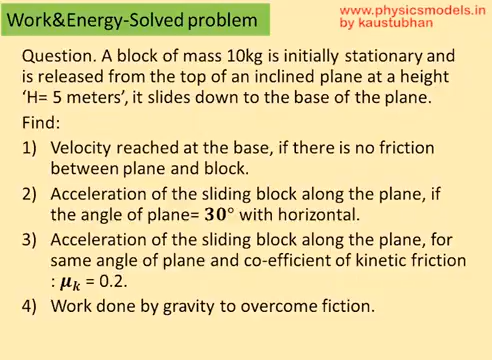 Work&Energy-Solved problem
www.physicsmodels.in
by kaustubhan
Question. A block of mass 10kg is initially stationary and
is released from the top of an inclined plane at a height
‘H= 5 meters’, it slides down to the base of the plane.
Find:
1) Velocity reached at the base, if there is no friction
between plane and block.
2) Acceleration of the sliding block along the plane, if
the angle of plane= 30° with horizontal.
3) Acceleration of the sliding block along the plane, for
same angle of plane and co-efficient of kinetic friction
: μₖ = 0.2.
4) Work done by gravity to overcome fiction.